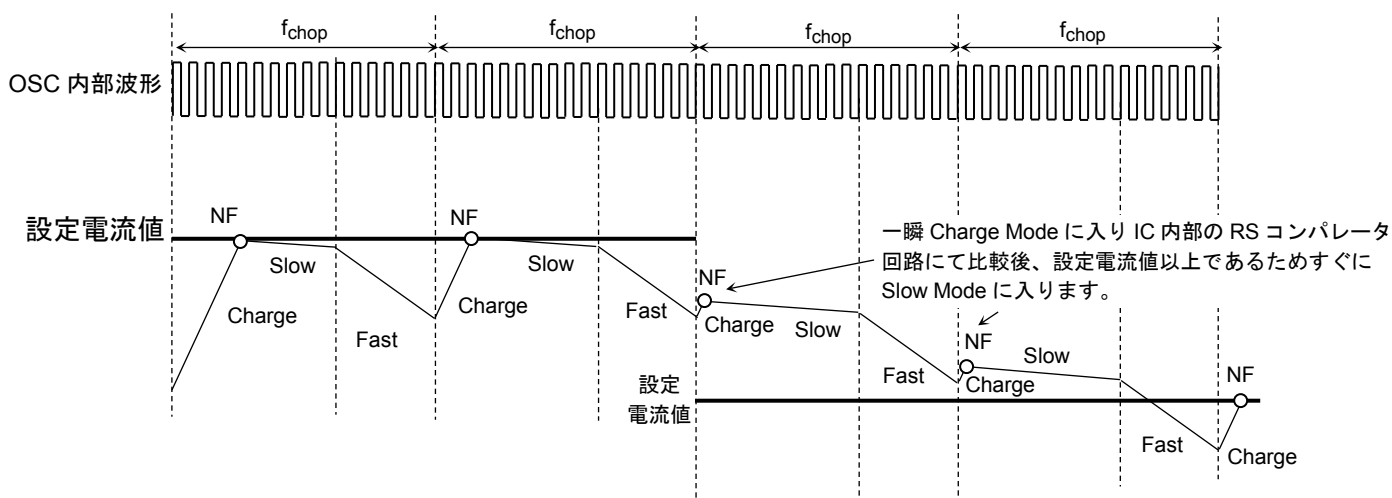 fchop
fchop
fchop
fchop
OSC 内部波形
設定電流値
NF
Slow
Charge
Fast
NF
Slow
Charge
Fast
一瞬 Charge Mode に入り IC 内部の RS コンパレータ
回路にて比較後、設定電流値以上であるためすぐに
Slow Mode に入ります。
NF
Charge
Slow
Fast
NF
Slow
Charge
設定
電流値
Fast
NF
Charge